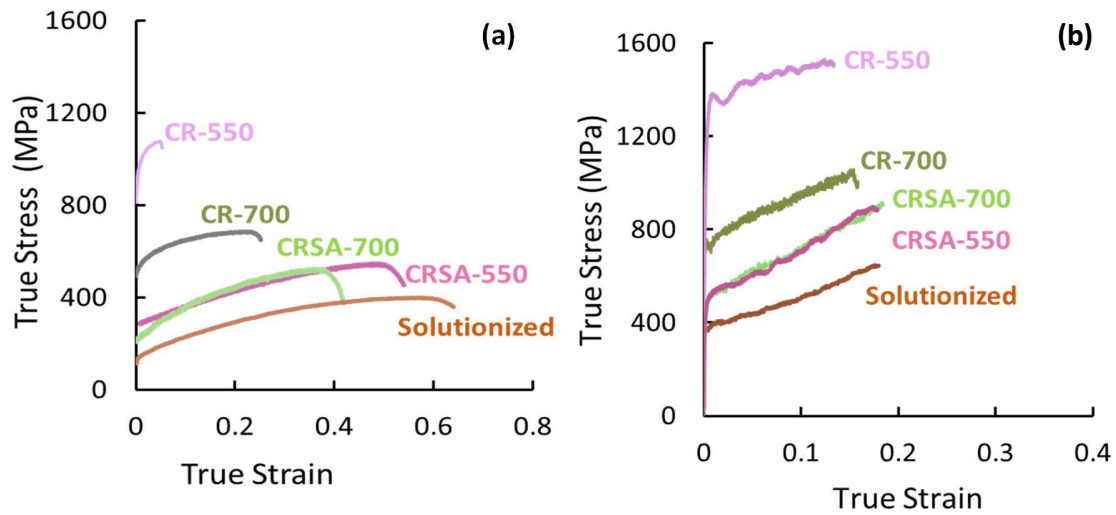 (a)
1600
1200
800
400
0
True Stress (MPa)
CR-550
CR-700
CRSA-700
CRSA-550
Solutionized
0 0.2 0.4 0.6 0.8
True Strain
(b)
1600
1200
800
400
0
True Stress (MPa)
CR-550
CR-700
CRSA-700
CRSA-550
Solutionized
0 0.1 0.2 0.3 0.4
True Strain